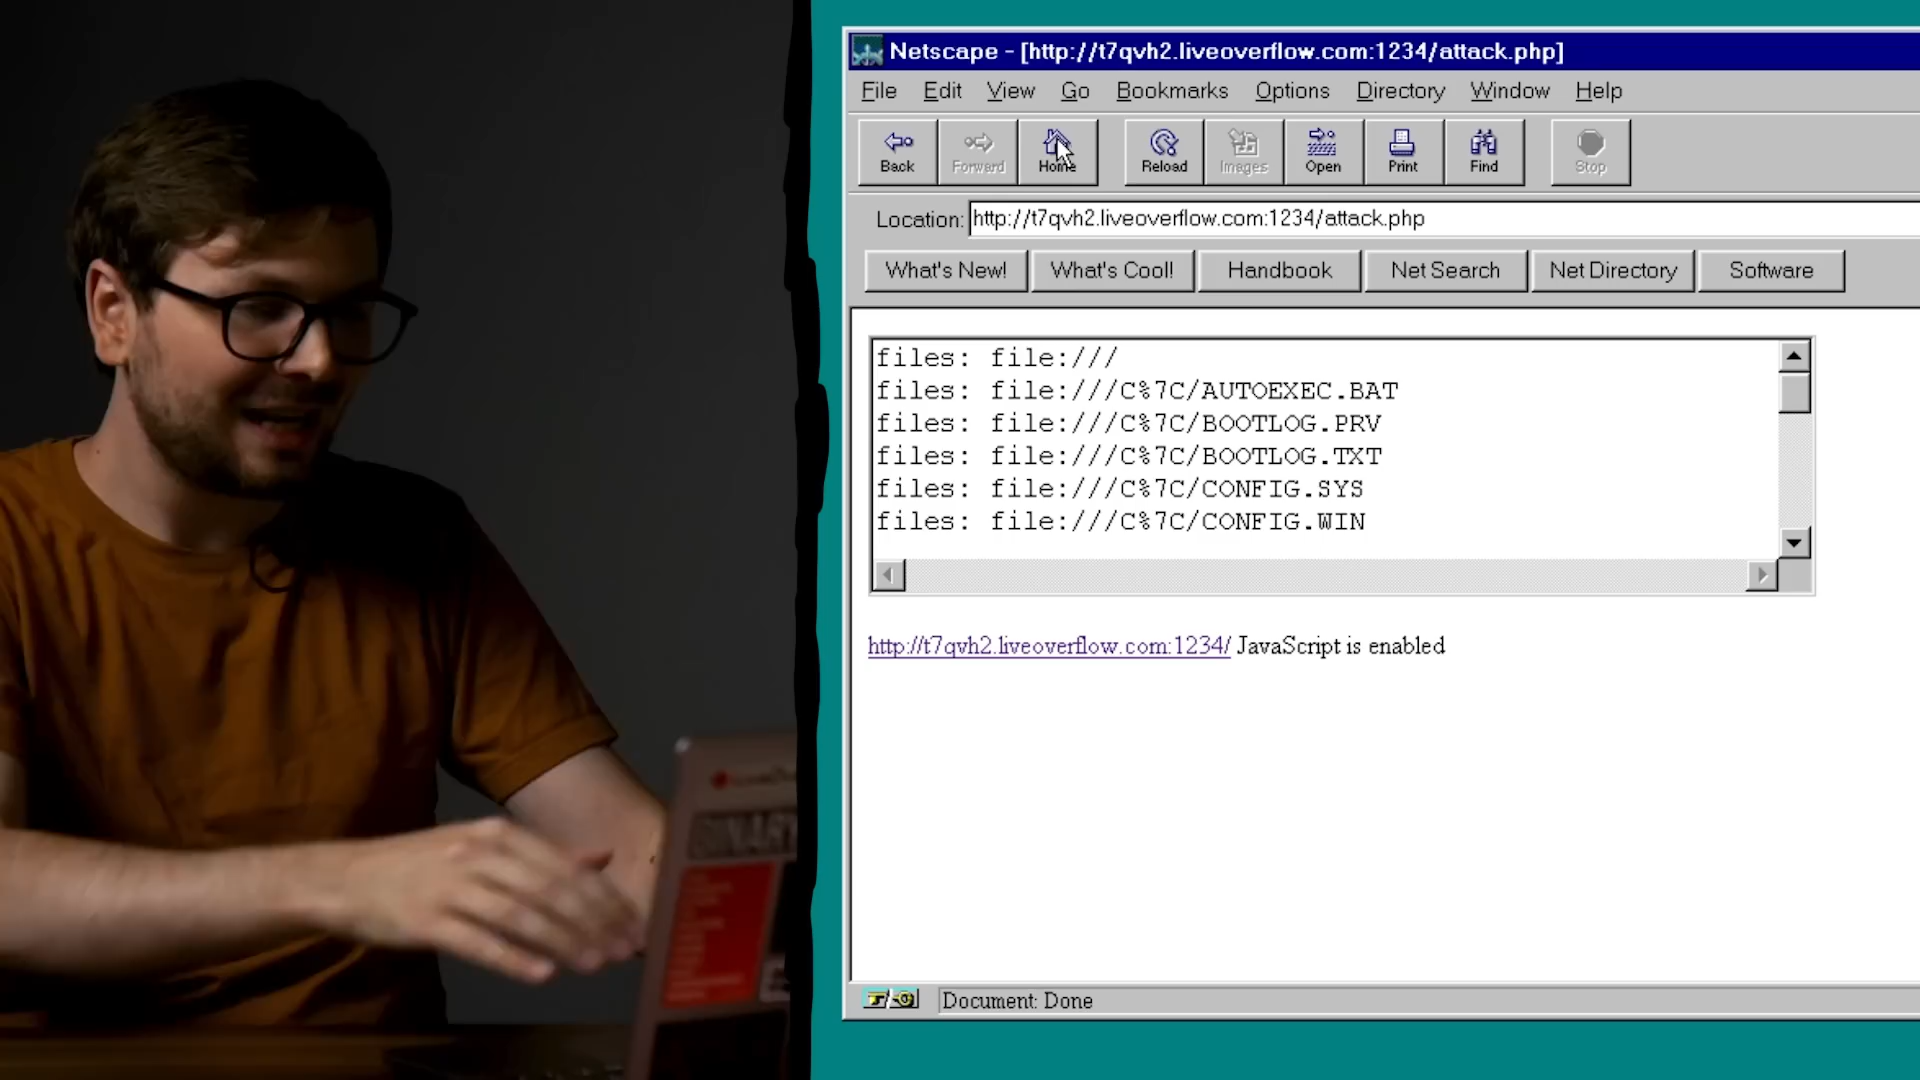 Netscape - [http://t7qvh2.liveoverflow.com:1234/attack.php]
File Edit View Go Bookmarks Options Directory Window Help
Back Forward Home Reload Images Open Print Find Stop
Location: http://t7qvh2.liveoverflow.com:1234/attack.php
What's New! What's Cool! Handbook Net Search Net Directory Software
files: file:///
files: file:///C%7C/AUTOEXEC.BAT
files: file:///C%7C/BOOTLOG.PRV
files: file:///C%7C/BOOTLOG.TXT
files: file:///C%7C/CONFIG.SYS
files: file:///C%7C/CONFIG.WIN
http://t7qvh2.liveoverflow.com:1234/ JavaScript is enabled
Document: Done
BINARY